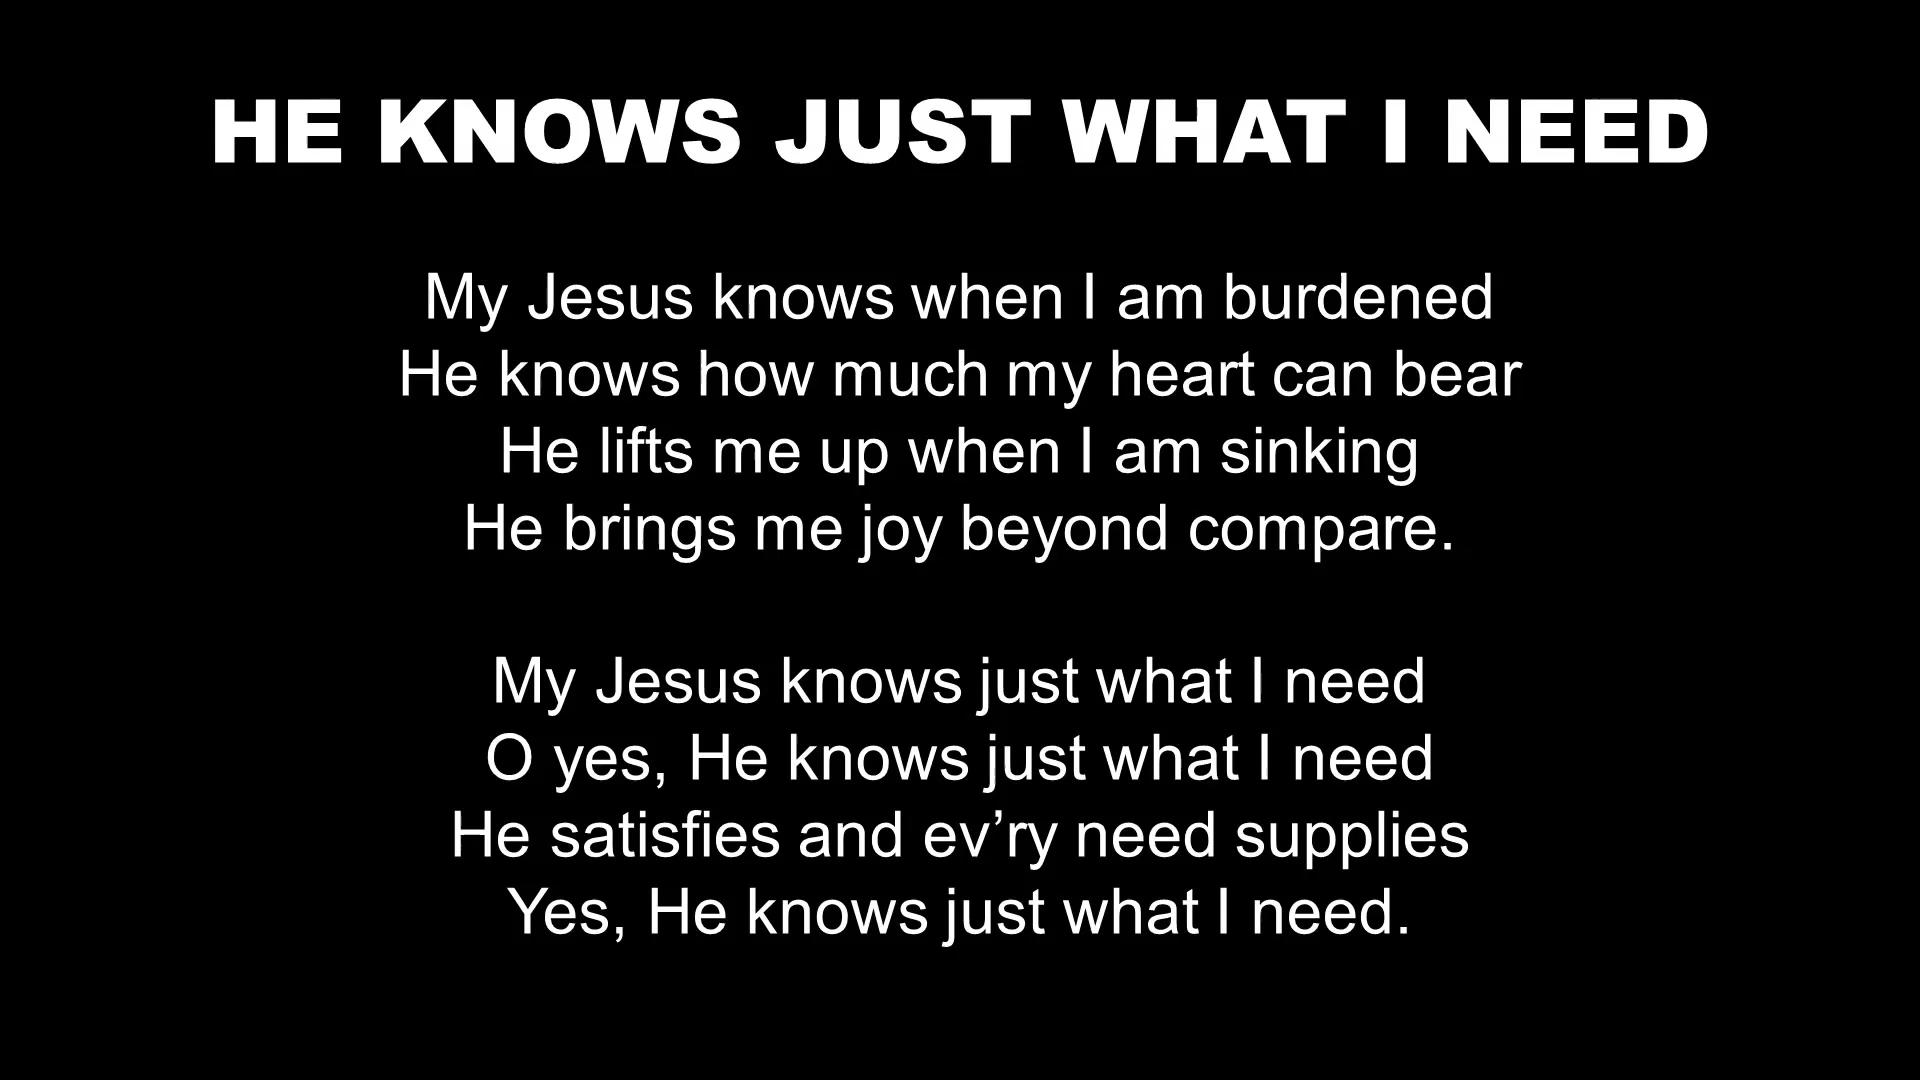 HE KNOWS JUST WHAT I NEED
My Jesus knows when I am burdened
He knows how much my heart can bear
He lifts me up when I am sinking
He brings me joy beyond compare.
My Jesus knows just what I need
O yes, He knows just what I need
He satisfies and ev’ry need supplies
Yes, He knows just what I need.